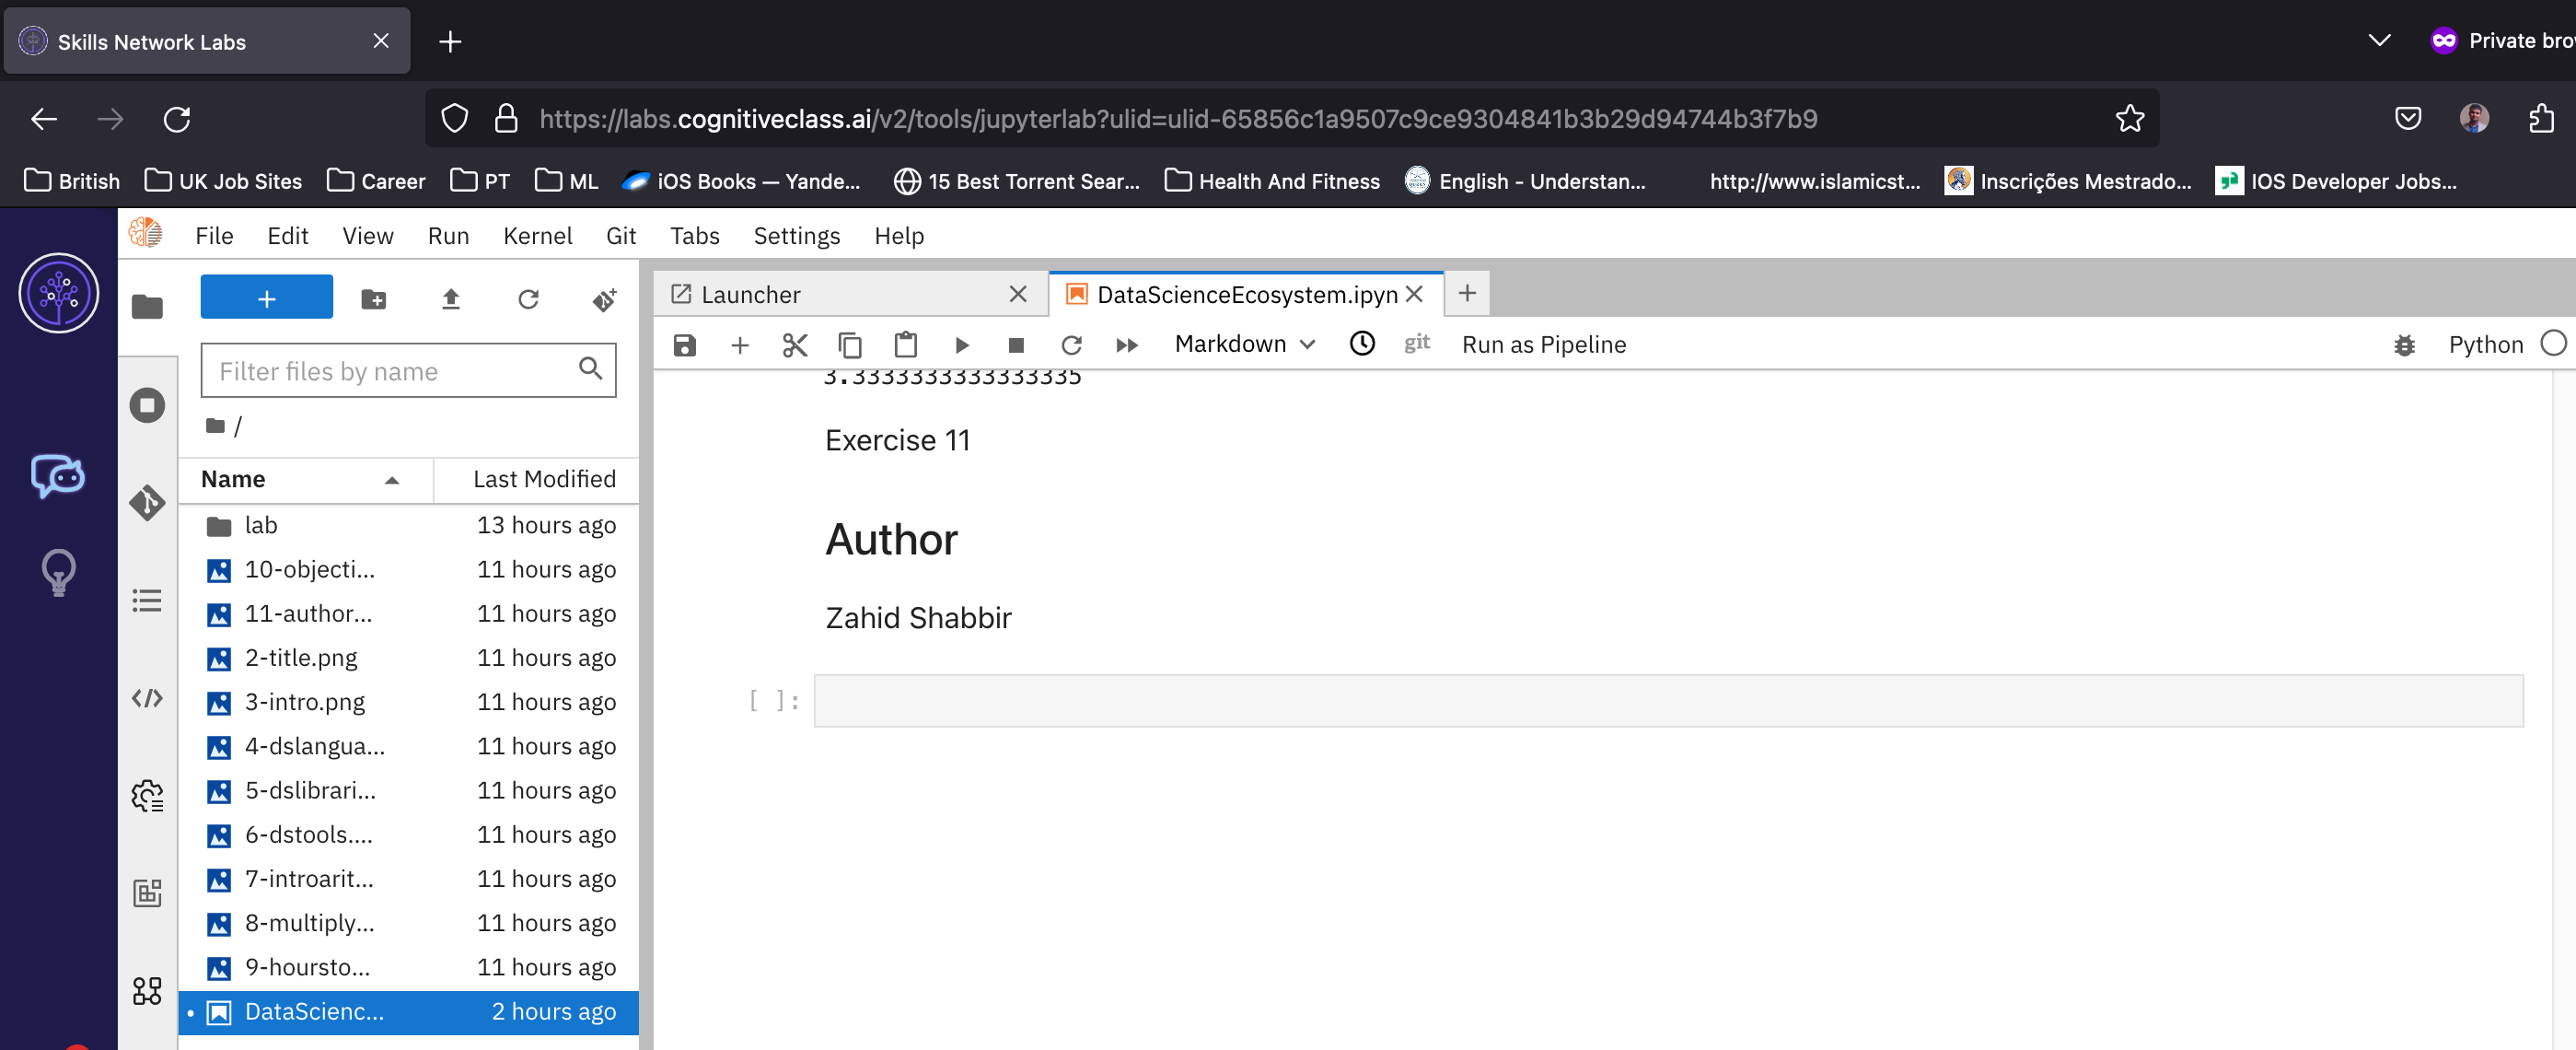 Skills Network Labs
Private bro
https://labs.cognitiveclass.ai/v2/tools/jupyterlab?ulid=ulid-65856c1a9507c9ce9304841b3b29d94744b3f7b9
British UK Job Sites Career PT ML iOS Books — Yande... 15 Best Torrent Sear... Health And Fitness English - Understan... http://www.islamicst... Inscrições Mestrado... IOS Developer Jobs...
File Edit View Run Kernel Git Tabs Settings Help
Launcher DataScienceEcosystem.ipyn
Markdown git Run as Pipeline Python
Filter files by name
/
Name Last Modified
lab 13 hours ago
10-objecti... 11 hours ago
11-author... 11 hours ago
2-title.png 11 hours ago
3-intro.png 11 hours ago
4-dslangua... 11 hours ago
5-dslibrari... 11 hours ago
6-dstools.... 11 hours ago
7-introarit... 11 hours ago
8-multiply... 11 hours ago
9-hoursto... 11 hours ago
DataScienc... 2 hours ago
3.3333333333333335
Exercise 11
Author
Zahid Shabbir
[ ]: